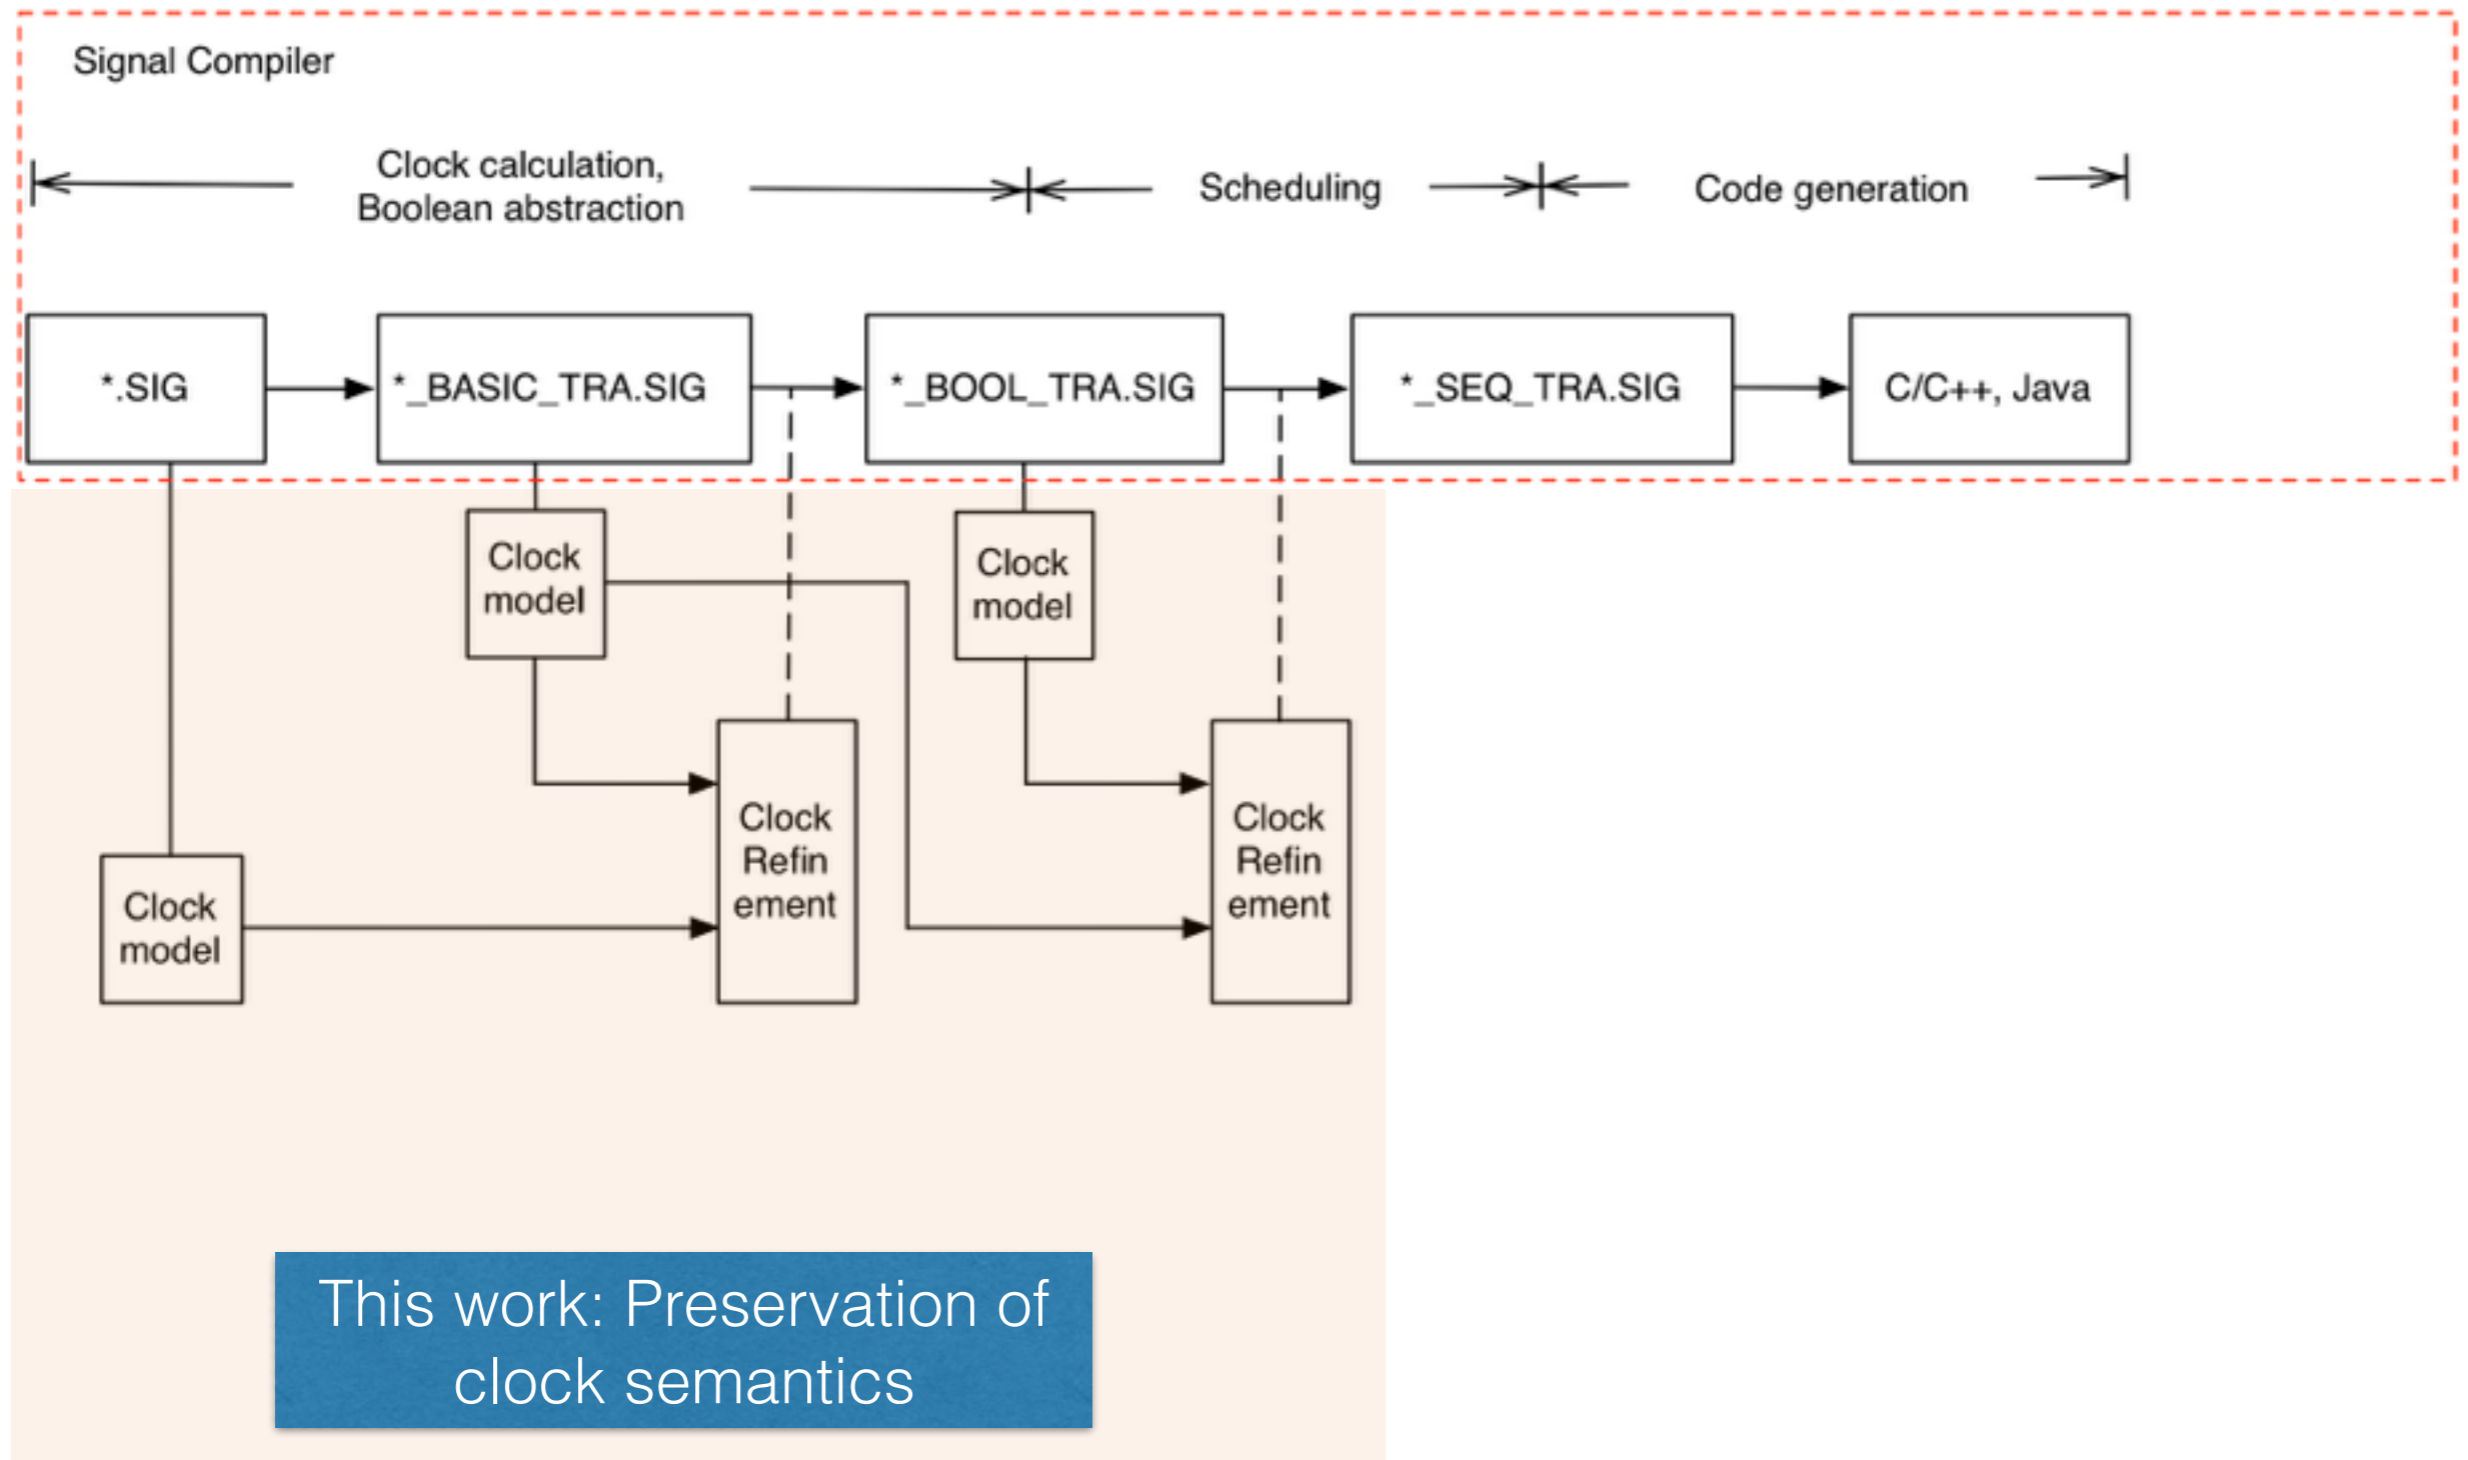 Signal Compiler
Clock calculation,
Boolean abstraction
Scheduling
Code generation
*.SIG
*_BASIC_TRA.SIG
*_BOOL_TRA.SIG
*_SEQ_TRA.SIG
C/C++, Java
Clock
model
Clock
model
Clock
Refin
ement
Clock
Refin
ement
Clock
model
This work: Preservation of
clock semantics